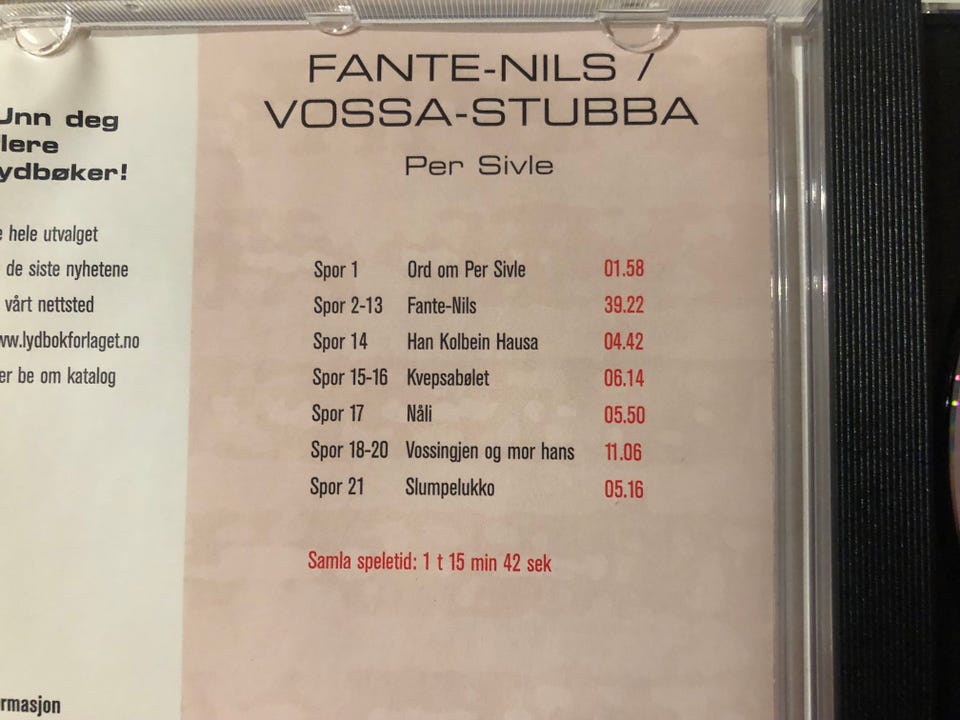 Unn deg
lere
ydbøker!
e hele utvalget
de siste nyhetene
vårt nettsted
ww.lydbokforlaget.no
er be om katalog
rmasjon
FANTE-NILS /
VOSSA-STUBBA
Per Sivle
Spor 1 Ord om Per Sivle 01.58
Spor 2-13 Fante-Nils 39.22
Spor 14 Han Kolbein Hausa 04.42
Spor 15-16 Kvepsabølet 06.14
Spor 17 Nåli 05.50
Spor 18-20 Vossingjen og mor hans 11.06
Spor 21 Slumpelukko 05.16
Samla speletid: 1 t 15 min 42 sek